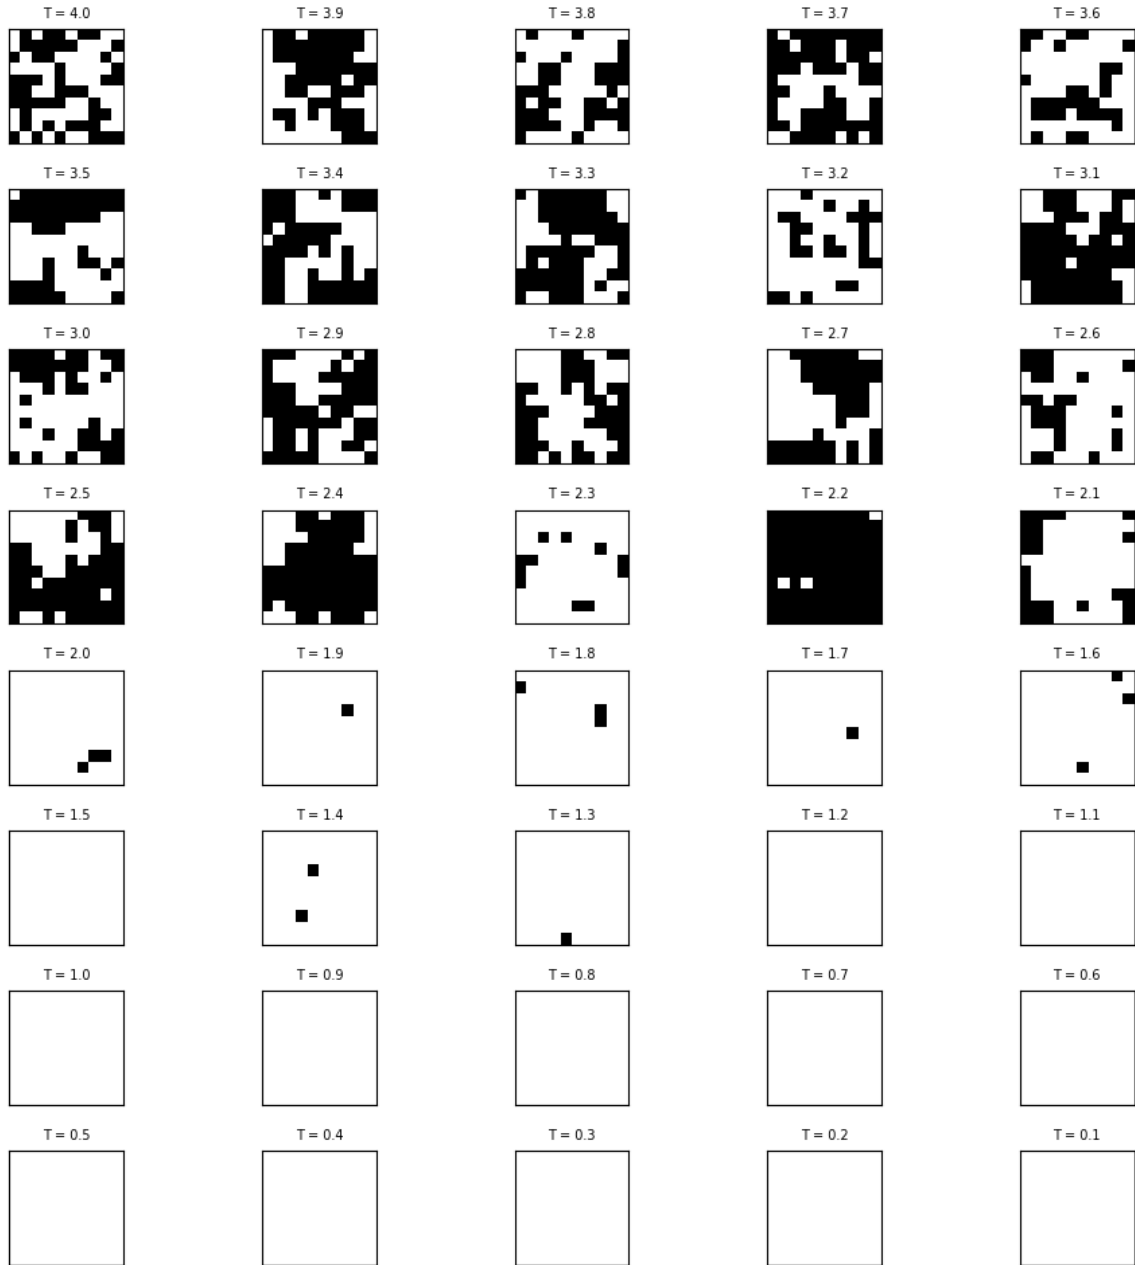 T = 4.0 T = 3.9 T = 3.8 T = 3.7 T = 3.6
T = 3.5 T = 3.4 T = 3.3 T = 3.2 T = 3.1
T = 3.0 T = 2.9 T = 2.8 T = 2.7 T = 2.6
T = 2.5 T = 2.4 T = 2.3 T = 2.2 T = 2.1
T = 2.0 T = 1.9 T = 1.8 T = 1.7 T = 1.6
T = 1.5 T = 1.4 T = 1.3 T = 1.2 T = 1.1
T = 1.0 T = 0.9 T = 0.8 T = 0.7 T = 0.6
T = 0.5 T = 0.4 T = 0.3 T = 0.2 T = 0.1